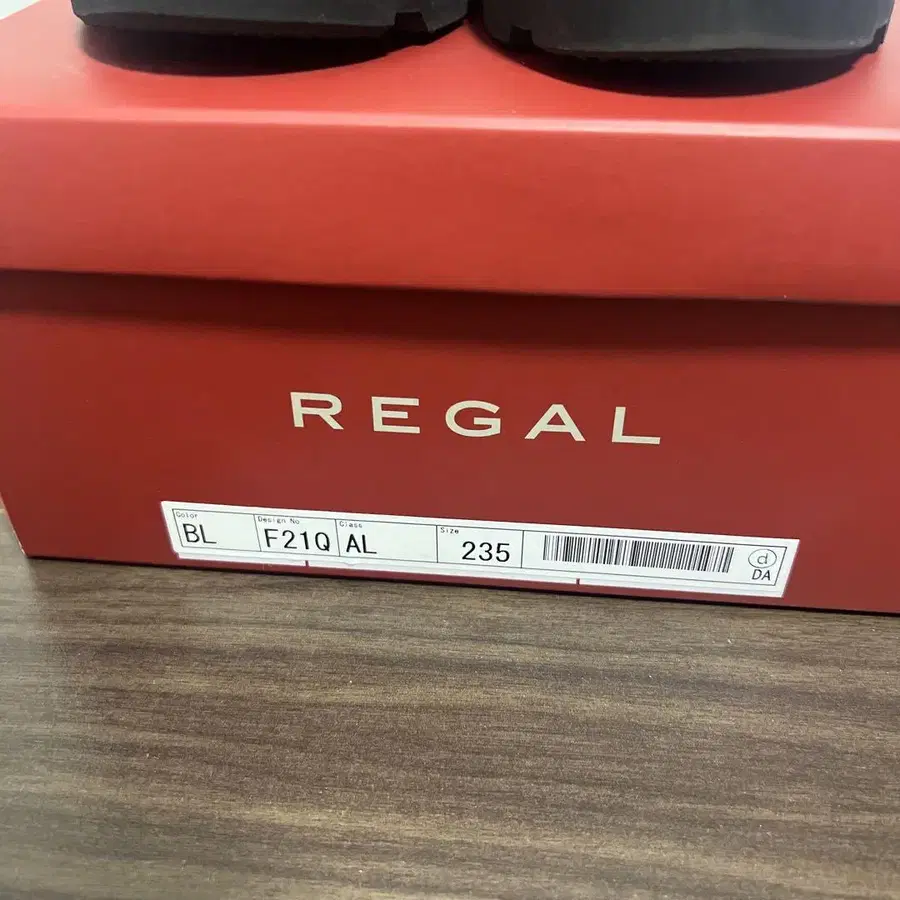 REGAL
Color Design No Class Size
BL F21Q AL 235 d
DA